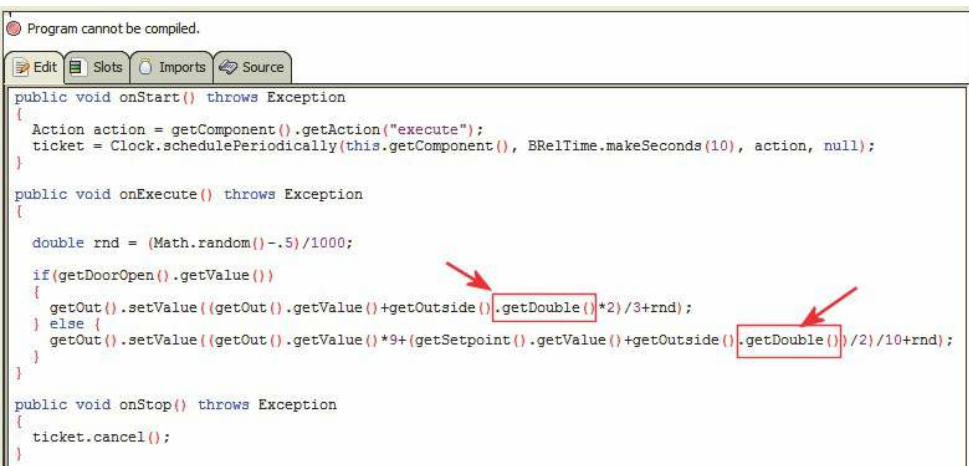 Program cannot be compiled.
Edit Slots Imports Source
public void onStart() throws Exception
{
  Action action = getComponent().getAction("execute");
  ticket = Clock.schedulePeriodically(this.getComponent(), BRelTime.makeSeconds(10), action, null);
}
public void onExecute() throws Exception
{
  double rnd = (Math.random()-.5)/1000;
  if(getDoorOpen().getValue())
  {
    getOut().setValue((getOut().getValue()+getOutside().getDouble()*2)/3+rnd);
  } else {
    getOut().setValue((getOut().getValue()*9+(getSetpoint().getValue()+getOutside().getDouble())/2)/10+rnd);
  }
}
public void onStop() throws Exception
{
  ticket.cancel();
}